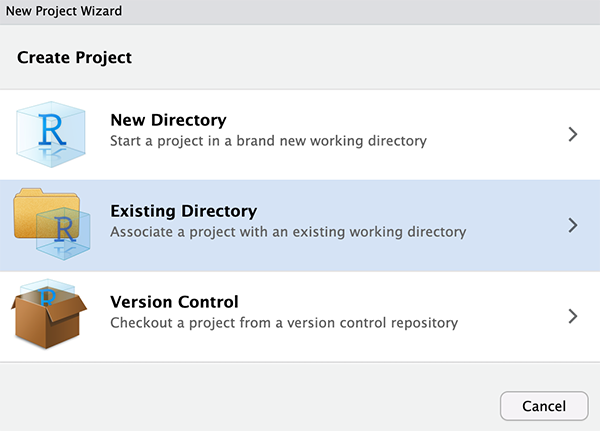 New Project Wizard
Create Project
New Directory
Start a project in a brand new working directory
Existing Directory
Associate a project with an existing working directory
Version Control
Checkout a project from a version control repository
Cancel